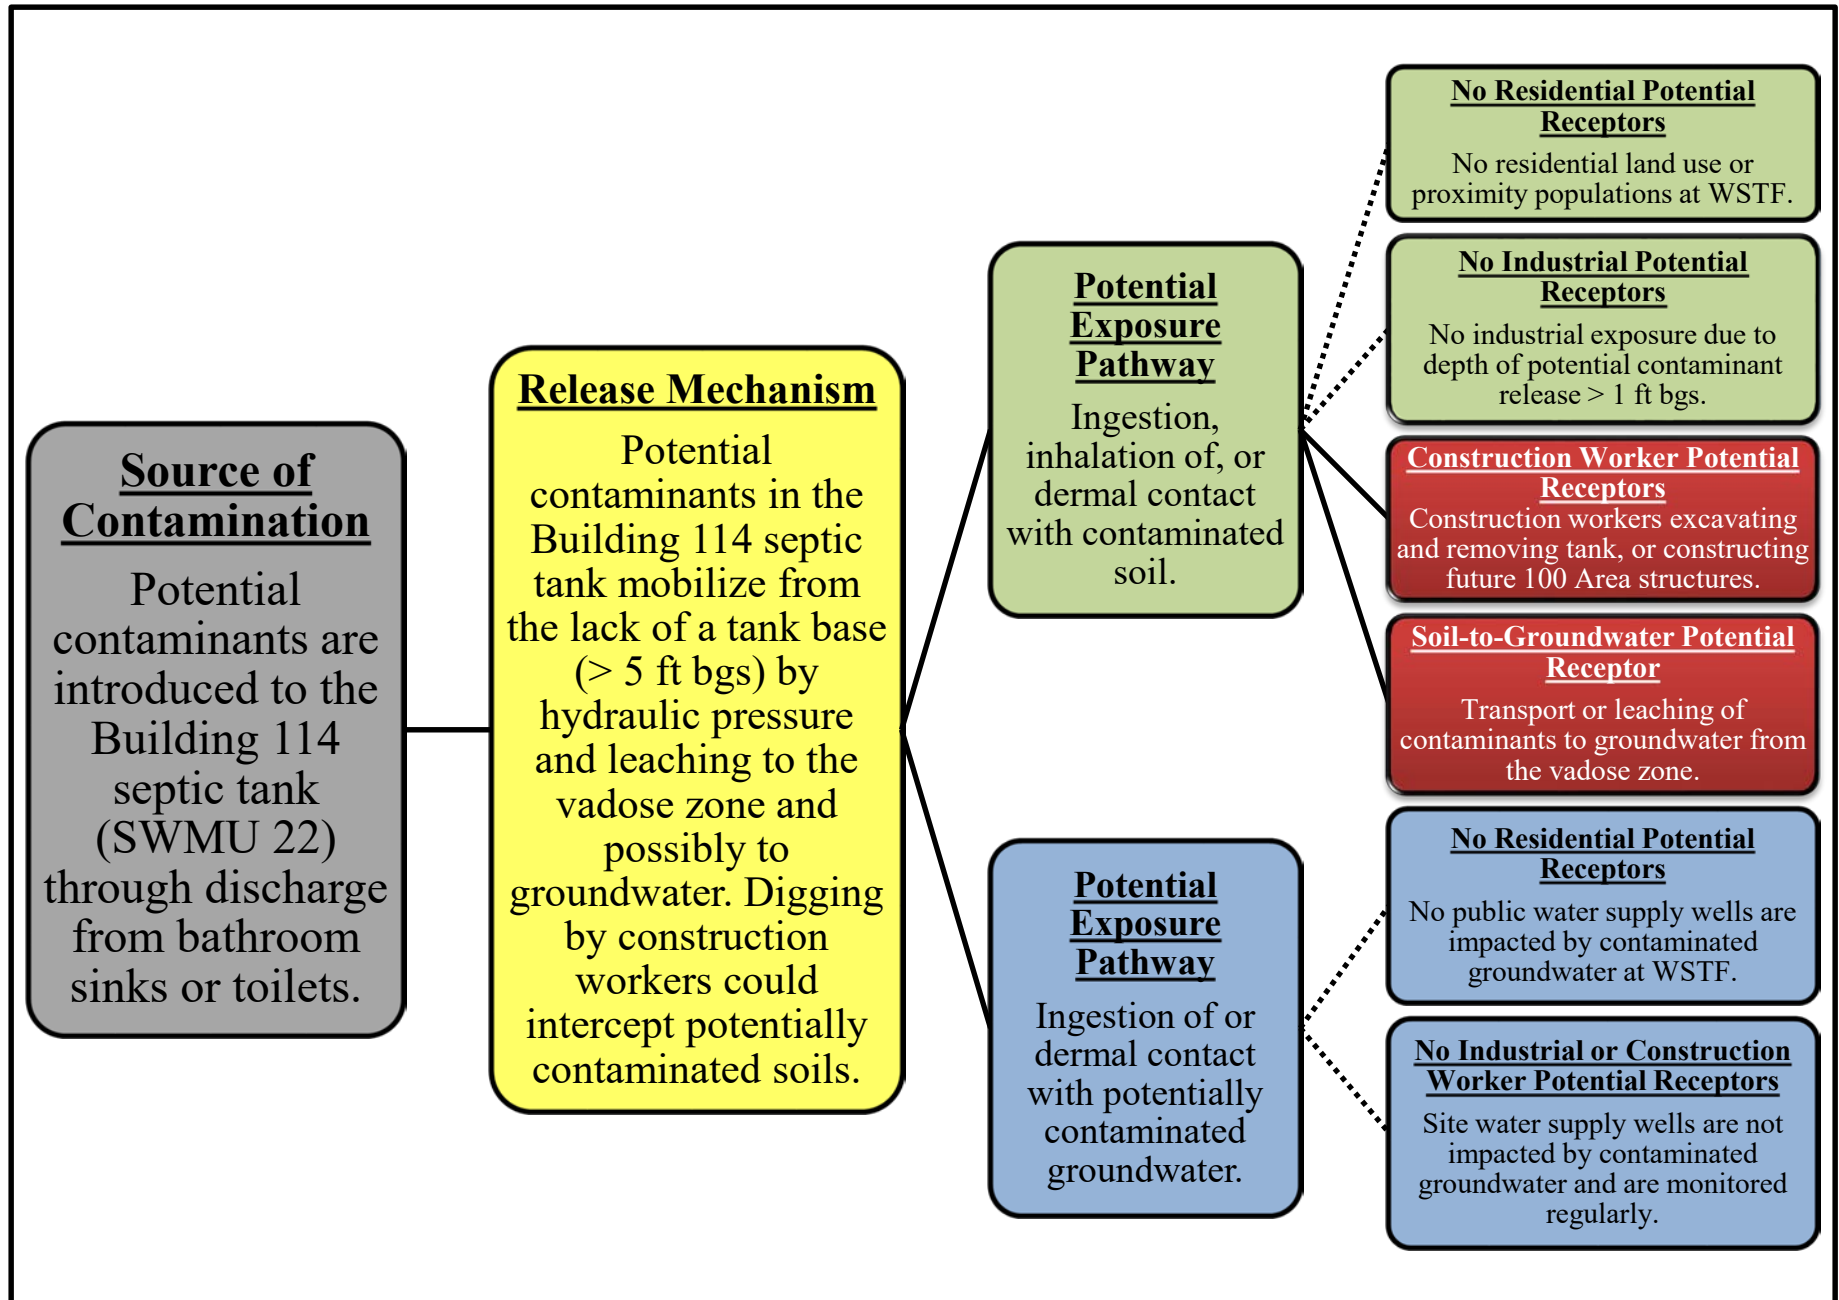 Source of
Contamination
Potential
contaminants are
introduced to the
Building 114
septic tank
(SWMU 22)
through discharge
from bathroom
sinks or toilets.
Release Mechanism
Potential
contaminants in the
Building 114 septic
tank mobilize from
the lack of a tank base
(> 5 ft bgs) by
hydraulic pressure
and leaching to the
vadose zone and
possibly to
groundwater. Digging
by construction
workers could
intercept potentially
contaminated soils.
Potential
Exposure
Pathway
Ingestion,
inhalation of, or
dermal contact
with contaminated
soil.
No Residential Potential
Receptors
No residential land use or
proximity populations at WSTF.
No Industrial Potential
Receptors
No industrial exposure due to
depth of potential contaminant
release > 1 ft bgs.
Construction Worker Potential
Receptors
Construction workers excavating
and removing tank, or constructing
future 100 Area structures.
Soil-to-Groundwater Potential
Receptor
Transport or leaching of
contaminants to groundwater from
the vadose zone.
Potential
Exposure
Pathway
Ingestion of or
dermal contact
with potentially
contaminated
groundwater.
No Residential Potential
Receptors
No public water supply wells are
impacted by contaminated
groundwater at WSTF.
No Industrial or Construction
Worker Potential Receptors
Site water supply wells are not
impacted by contaminated
groundwater and are monitored
regularly.